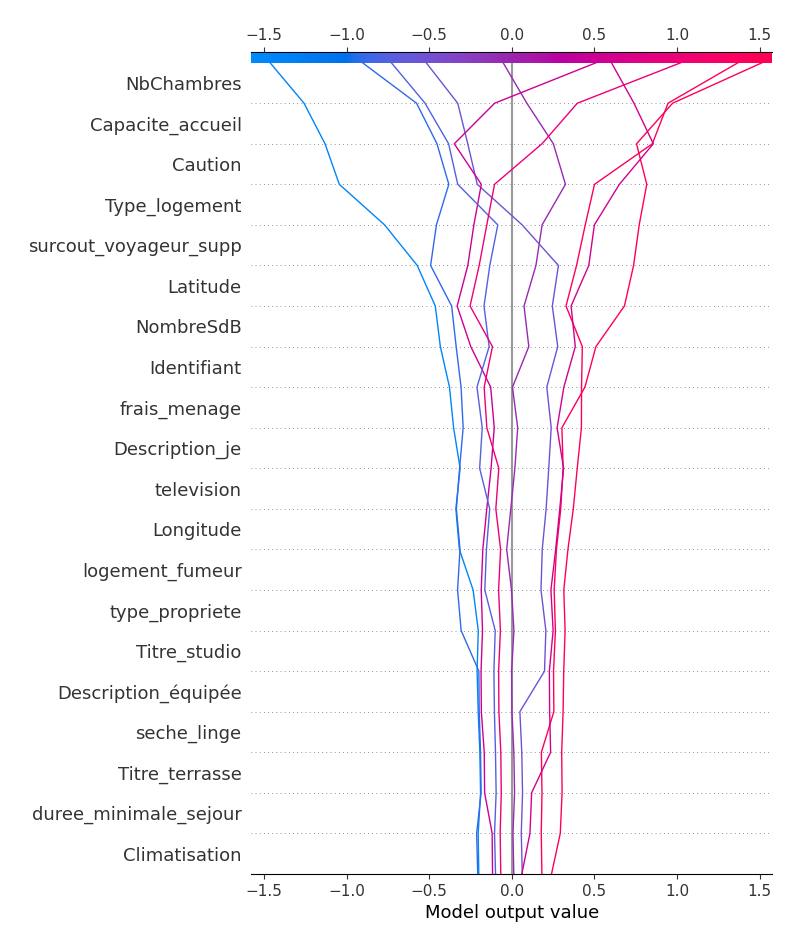 −1.5 −1.0 −0.5 0.0 0.5 1.0 1.5
NbChambres
Capacite_accueil
Caution
Type_logement
surcout_voyageur_supp
Latitude
NombreSdB
Identifiant
frais_menage
Description_je
television
Longitude
logement_fumeur
type_propriete
Titre_studio
Description_équipée
seche_linge
Titre_terrasse
duree_minimale_sejour
Climatisation
−1.5 −1.0 −0.5 0.0 0.5 1.0 1.5
Model output value